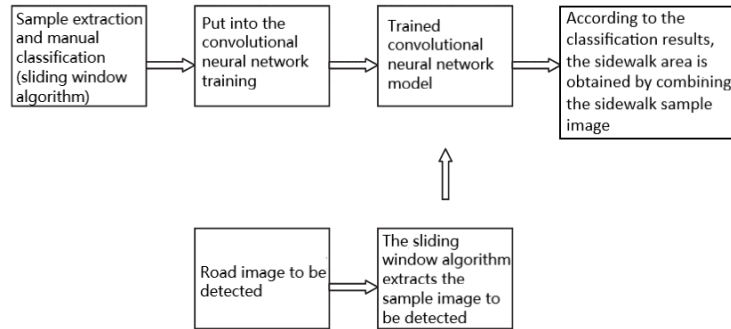 Sample extraction
and manual
classification
(sliding window
algorithm)
Put into the
convolutional
neural network
training
Trained
convolutional
neural network
model
According to the
classification results,
the sidewalk area is
obtained by combining
the sidewalk sample
image
Road image to be
detected
The sliding
window algorithm
extracts the
sample image to
be detected